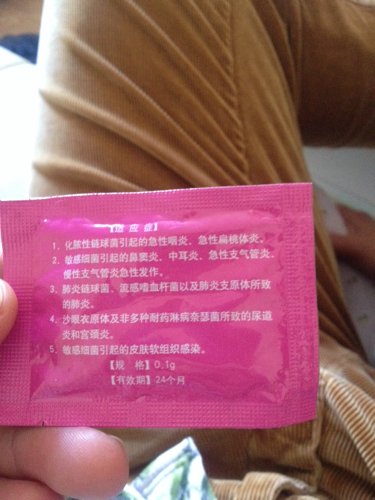 【适应症】
1. 化脓性链球菌引起的急性咽炎、急性扁桃体炎。
2. 敏感细菌引起的鼻窦炎、中耳炎、急性支气管炎、
慢性支气管炎急性发作。
3. 肺炎链球菌、流感嗜血杆菌以及肺炎支原体所致
的肺炎。
4. 沙眼衣原体及非多种耐药淋病奈瑟菌所致的尿道
炎和宫颈炎。
5. 敏感细菌引起的皮肤软组织感染。
【规 格】0.1g
【有效期】24个月